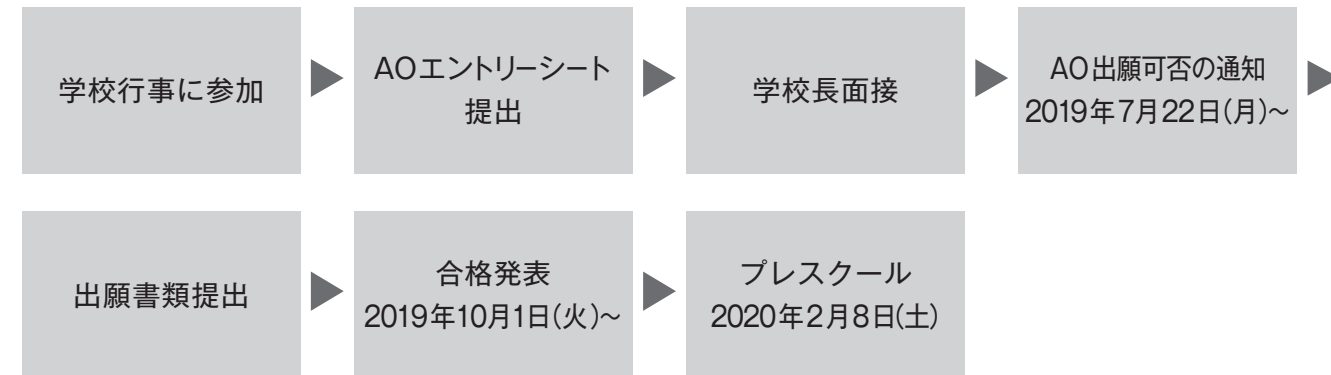 学校行事に参加
AOエントリーシート
提出
学校長面接
AO出願可否の通知
2019年7月22日(月)~
出願書類提出
合格発表
2019年10月1日(火)~
プレスクール
2020年2月8日(土)